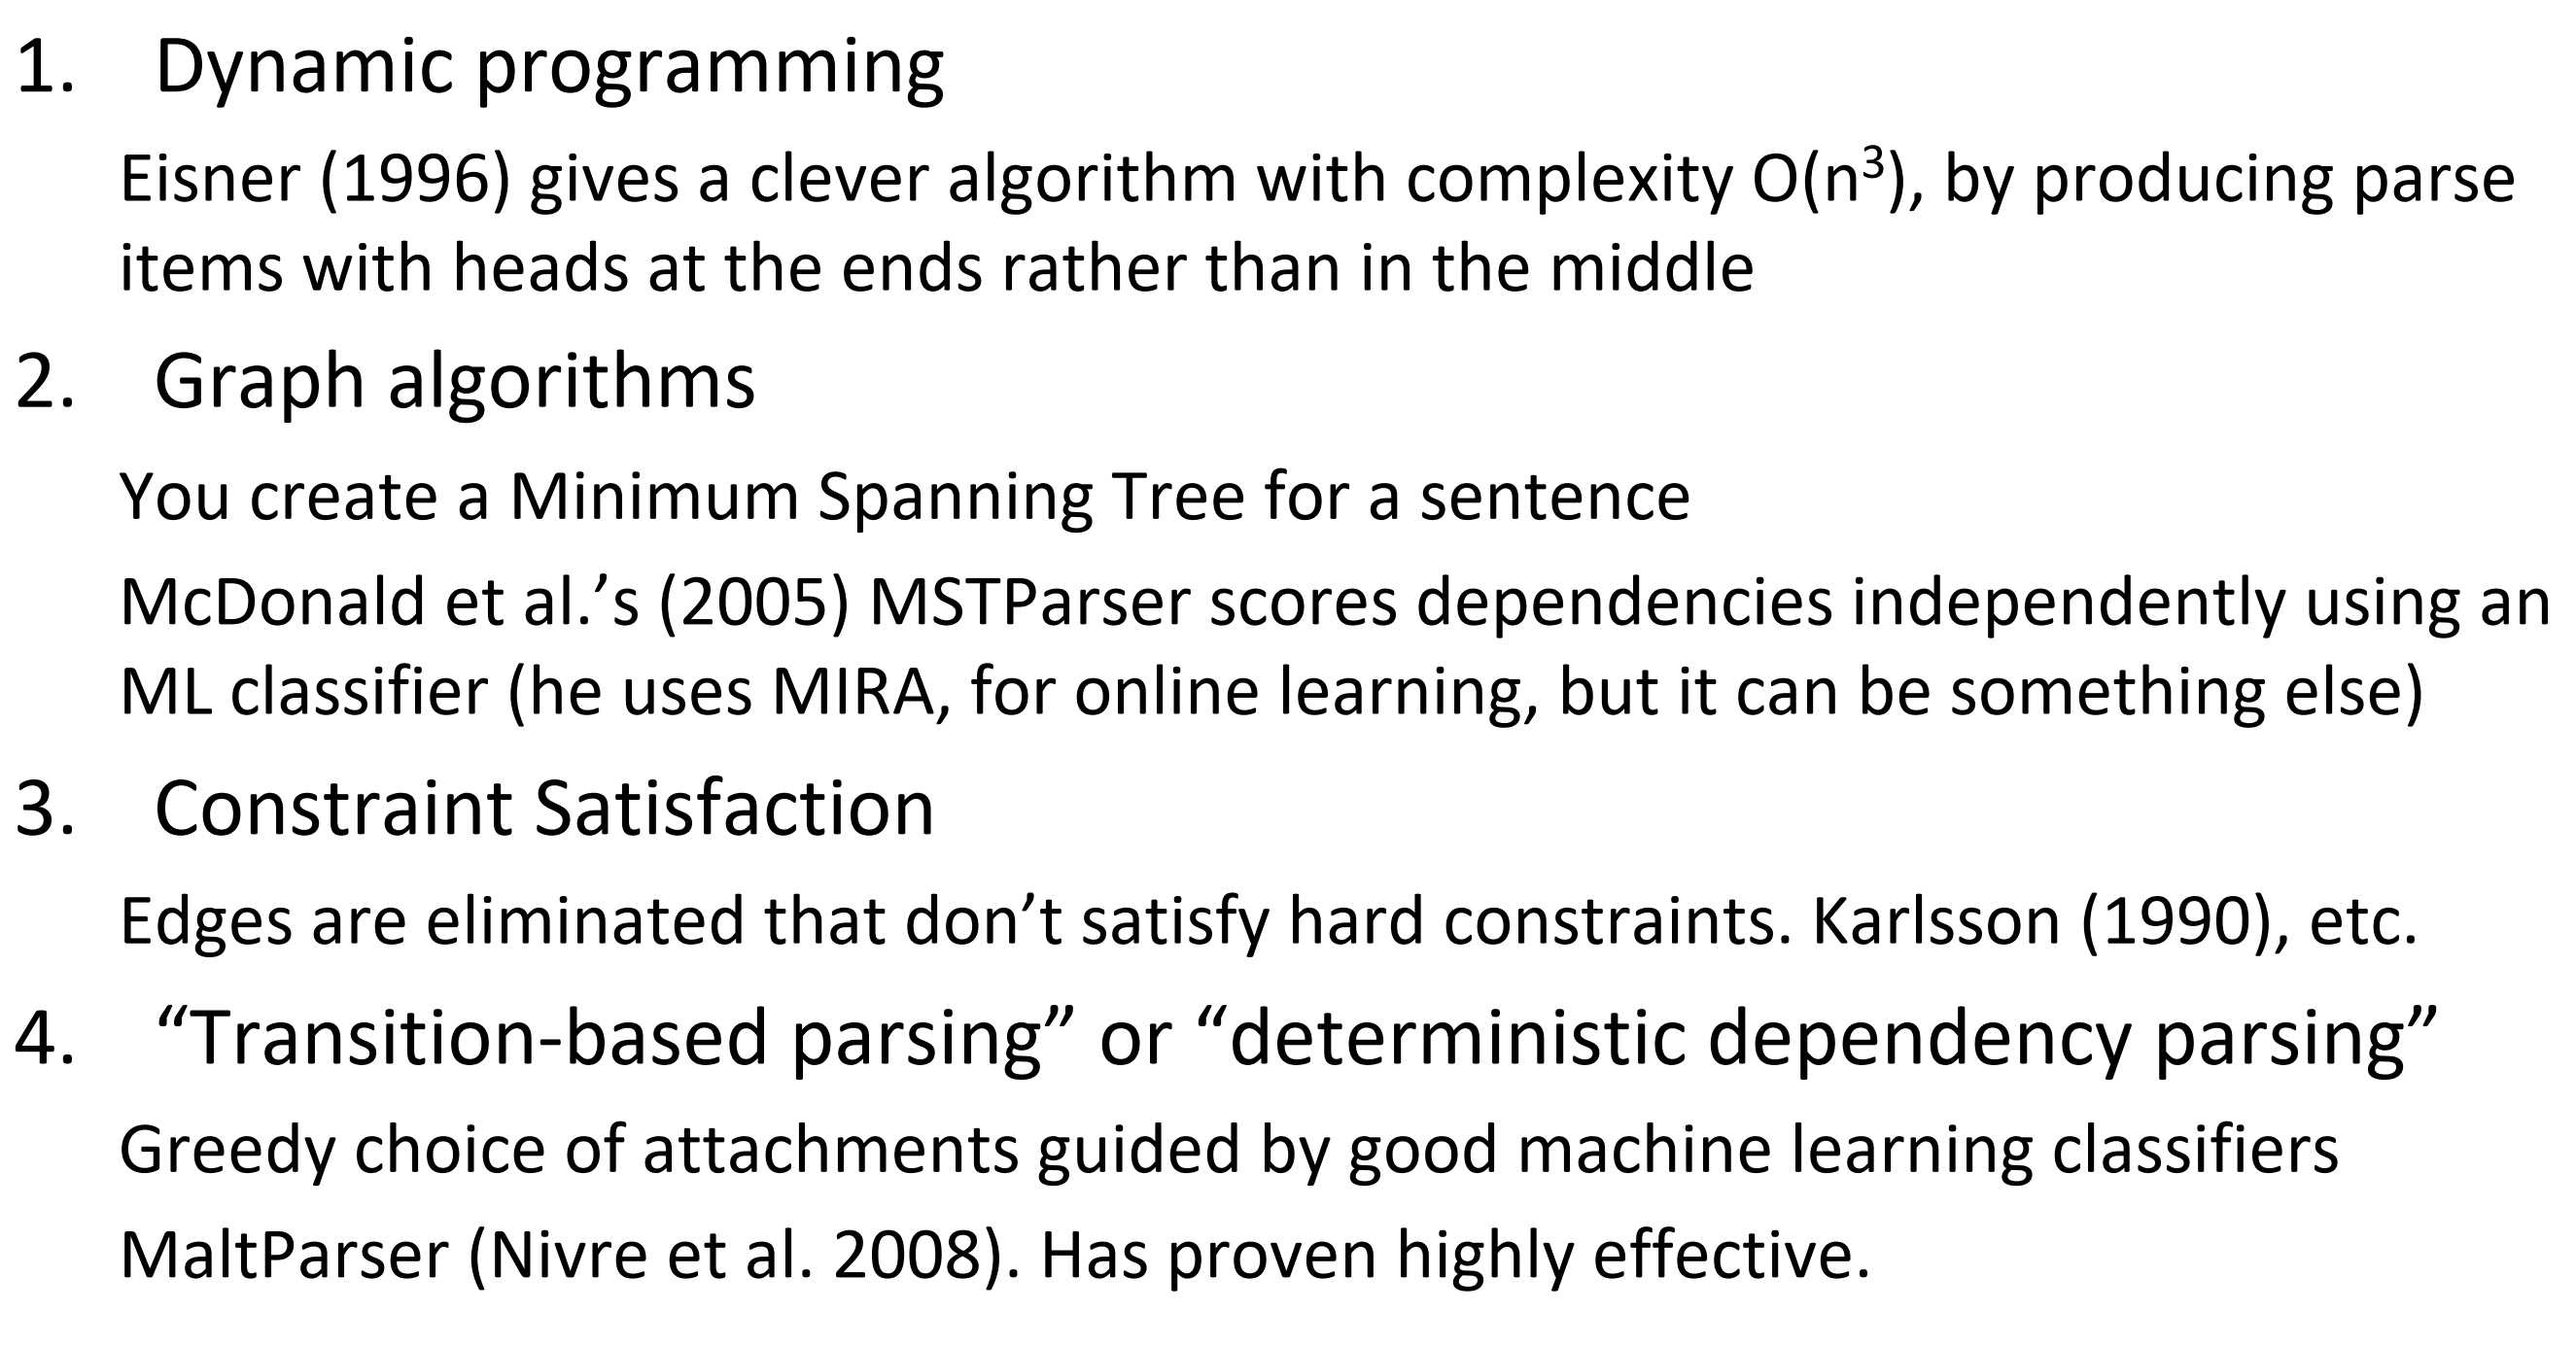 1. Dynamic programming
Eisner (1996) gives a clever algorithm with complexity O(n³), by producing parse
items with heads at the ends rather than in the middle
2. Graph algorithms
You create a Minimum Spanning Tree for a sentence
McDonald et al.’s (2005) MSTParser scores dependencies independently using an
ML classifier (he uses MIRA, for online learning, but it can be something else)
3. Constraint Satisfaction
Edges are eliminated that don’t satisfy hard constraints. Karlsson (1990), etc.
4. “Transition-based parsing” or “deterministic dependency parsing”
Greedy choice of attachments guided by good machine learning classifiers
MaltParser (Nivre et al. 2008). Has proven highly effective.